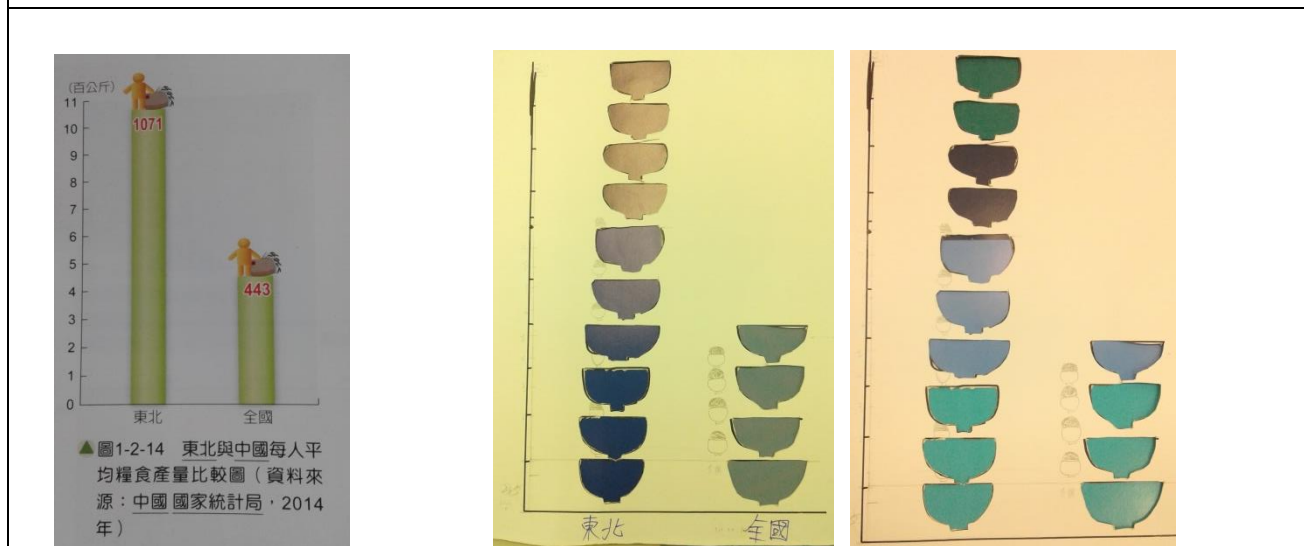 (百公斤)
11
10
9
8
7
6
5
4
3
2
1
0
1071
443
東北
全國
▲圖1-2-14 東北與中國每人平
均糧食產量比較圖（資料來
源：中國國家統計局，2014
年）
東北
全國